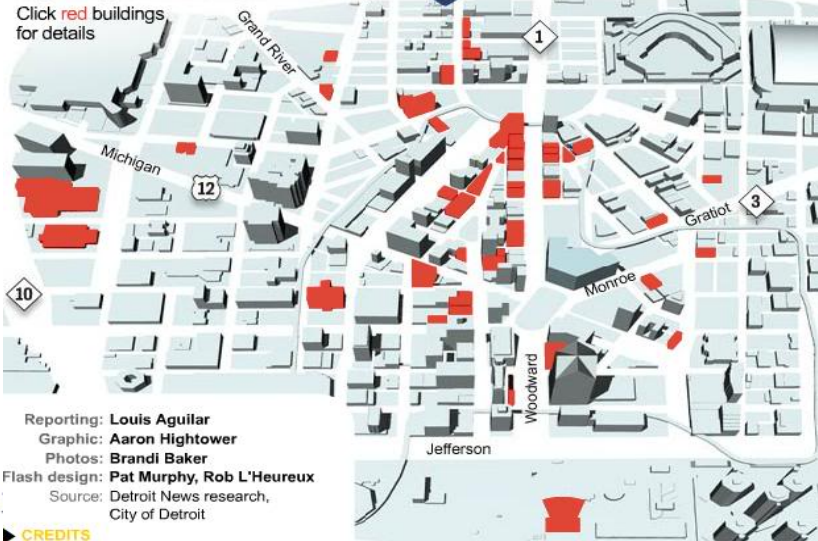 Click red buildings
for details
Grand River
1
Michigan
12
3
Gratiot
10
Monroe
Woodward
Jefferson
Reporting: Louis Aguilar
Graphic: Aaron Hightower
Photos: Brandi Baker
Flash design: Pat Murphy, Rob L'Heureux
Source: Detroit News research,
City of Detroit
CREDITS